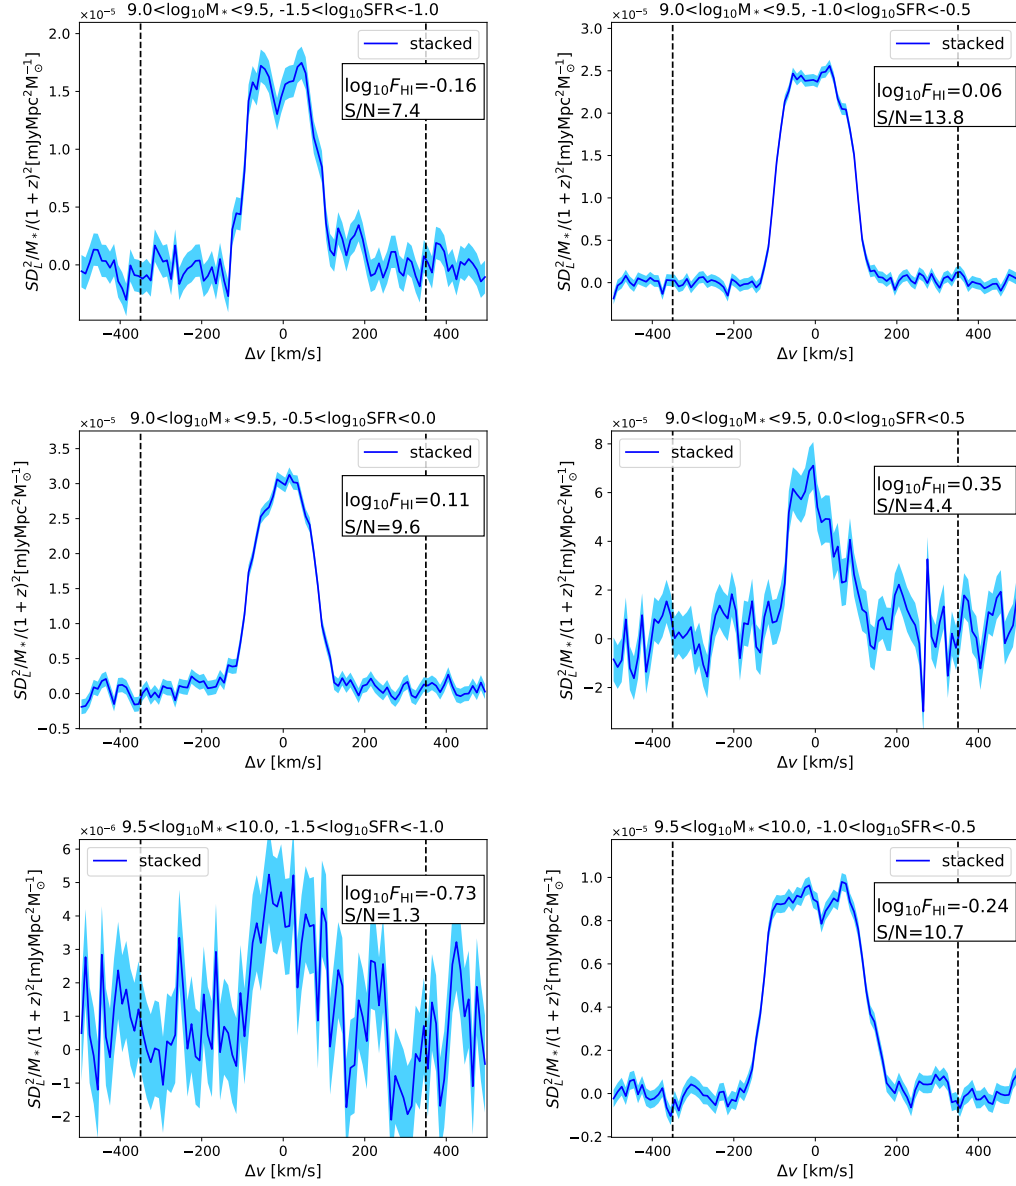 9.0<log₁₀M*<9.5, -1.5<log₁₀SFR<-1.0
×10⁻⁵
stacked
log₁₀F_HI=-0.16
S/N=7.4
2.0
1.5
1.0
0.5
0.0
SD_L²/M*/(1 + z)²[mJyMpc²M_⊙⁻¹]
−400 −200 0 200 400
Δv [km/s]
9.0<log₁₀M*<9.5, -1.0<log₁₀SFR<-0.5
×10⁻⁵
stacked
log₁₀F_HI=0.06
S/N=13.8
3.0
2.5
2.0
1.5
1.0
0.5
0.0
SD_L²/M*/(1 + z)²[mJyMpc²M_⊙⁻¹]
−400 −200 0 200 400
Δv [km/s]
9.0<log₁₀M*<9.5, -0.5<log₁₀SFR<0.0
×10⁻⁵
stacked
log₁₀F_HI=0.11
S/N=9.6
3.5
3.0
2.5
2.0
1.5
1.0
0.5
0.0
−0.5
SD_L²/M*/(1 + z)²[mJyMpc²M_⊙⁻¹]
−400 −200 0 200 400
Δv [km/s]
9.0<log₁₀M*<9.5, 0.0<log₁₀SFR<0.5
×10⁻⁵
stacked
log₁₀F_HI=0.35
S/N=4.4
8
6
4
2
0
−2
SD_L²/M*/(1 + z)²[mJyMpc²M_⊙⁻¹]
−400 −200 0 200 400
Δv [km/s]
9.5<log₁₀M*<10.0, -1.5<log₁₀SFR<-1.0
×10⁻⁶
stacked
log₁₀F_HI=-0.73
S/N=1.3
6
5
4
3
2
1
0
−1
−2
SD_L²/M*/(1 + z)²[mJyMpc²M_⊙⁻¹]
−400 −200 0 200 400
Δv [km/s]
9.5<log₁₀M*<10.0, -1.0<log₁₀SFR<-0.5
×10⁻⁵
stacked
log₁₀F_HI=-0.24
S/N=10.7
1.0
0.8
0.6
0.4
0.2
0.0
−0.2
SD_L²/M*/(1 + z)²[mJyMpc²M_⊙⁻¹]
−400 −200 0 200 400
Δv [km/s]